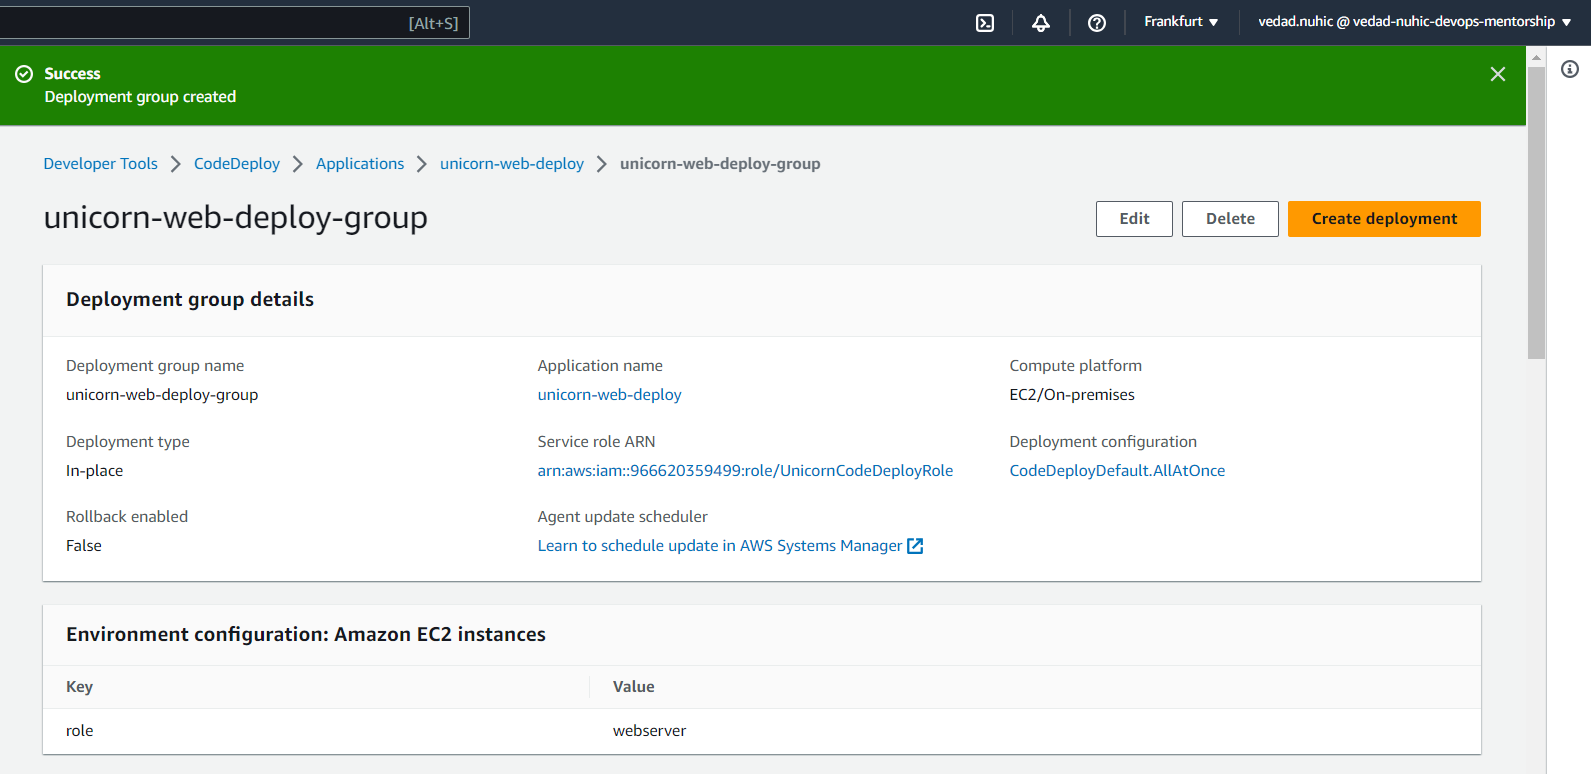 [Alt+S] Frankfurt vedad.nuhic @ vedad-nuhic-devops-mentorship
Success
Deployment group created
Developer Tools CodeDeploy Applications unicorn-web-deploy unicorn-web-deploy-group
unicorn-web-deploy-group Edit Delete Create deployment
Deployment group details
Deployment group name Application name Compute platform
unicorn-web-deploy-group unicorn-web-deploy EC2/On-premises
Deployment type Service role ARN Deployment configuration
In-place arn:aws:iam::966620359499:role/UnicornCodeDeployRole CodeDeployDefault.AllAtOnce
Rollback enabled Agent update scheduler
False Learn to schedule update in AWS Systems Manager
Environment configuration: Amazon EC2 instances
Key Value
role webserver